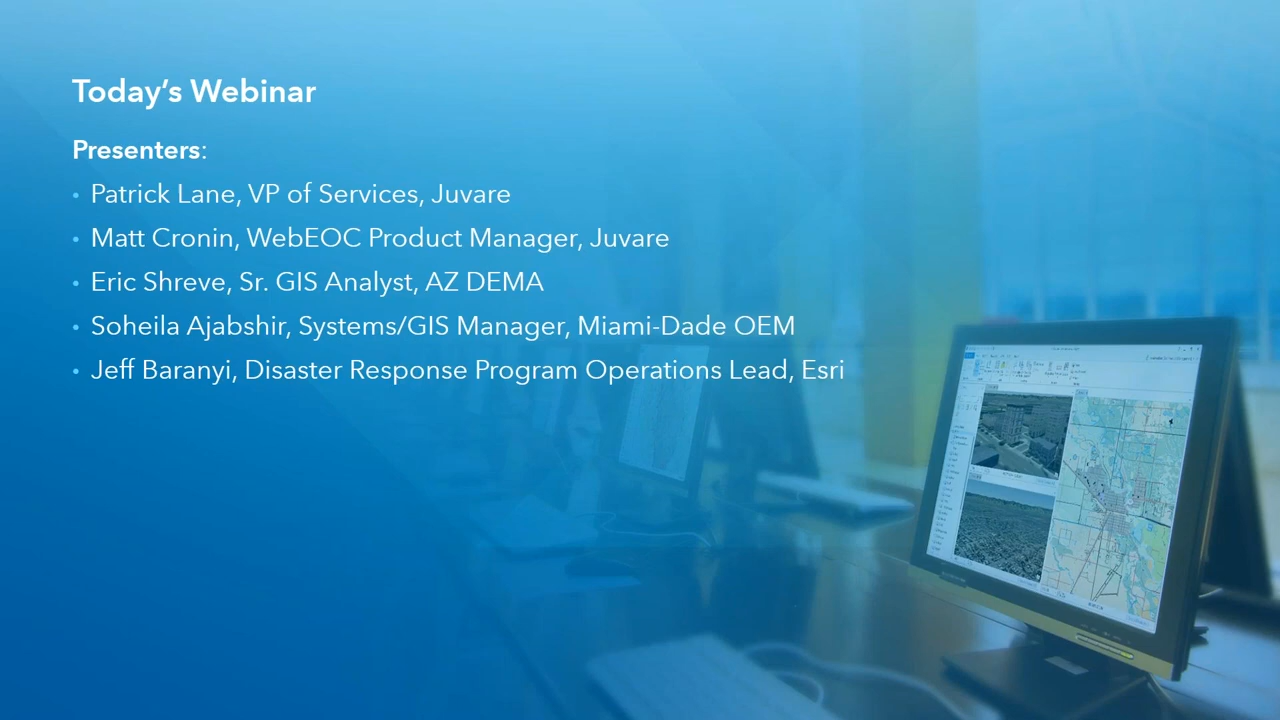 Today’s Webinar
Presenters:
• Patrick Lane, VP of Services, Juvare
• Matt Cronin, WebEOC Product Manager, Juvare
• Eric Shreve, Sr. GIS Analyst, AZ DEMA
• Soheila Ajabshir, Systems/GIS Manager, Miami-Dade OEM
• Jeff Baranyi, Disaster Response Program Operations Lead, Esri